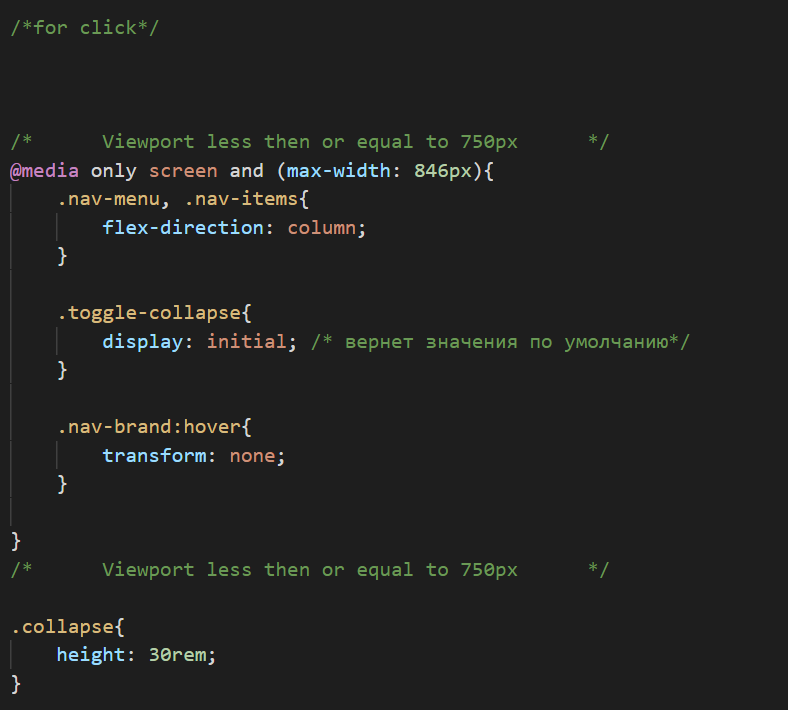 /*for click*/
/*      Viewport less then or equal to 750px      */
@media only screen and (max-width: 846px){
    .nav-menu, .nav-items{
        flex-direction: column;
    }
    .toggle-collapse{
        display: initial; /* вернет значения по умолчанию*/
    }
    .nav-brand:hover{
        transform: none;
    }
}
/*      Viewport less then or equal to 750px      */
.collapse{
    height: 30rem;
}